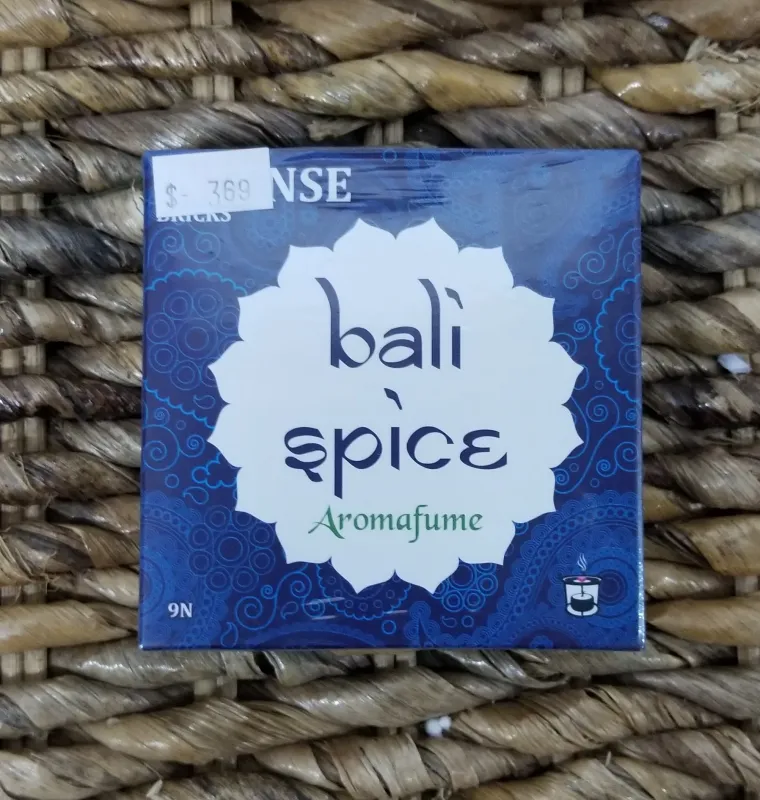 NSE
$- 369
BRICKS
bali
spice
Aromafume
9N